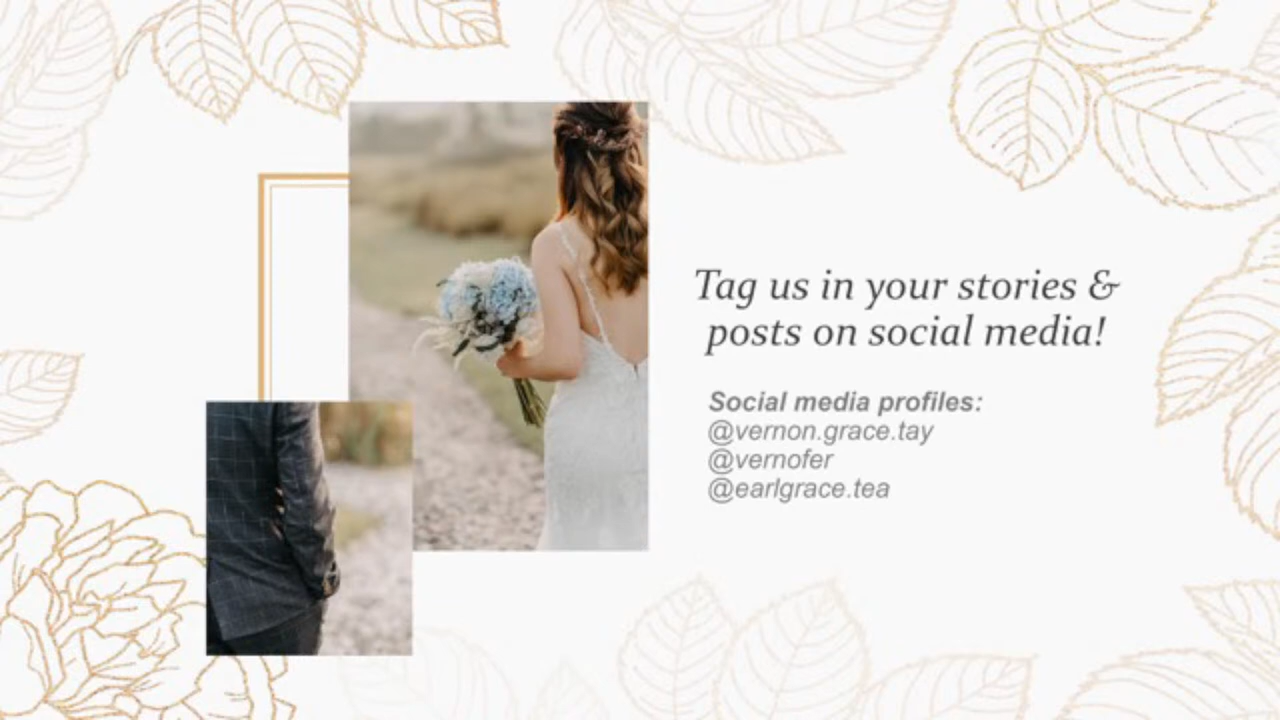 Tag us in your stories &
posts on social media!
Social media profiles:
@vernon.grace.tay
@vernofer
@earlgrace.tea